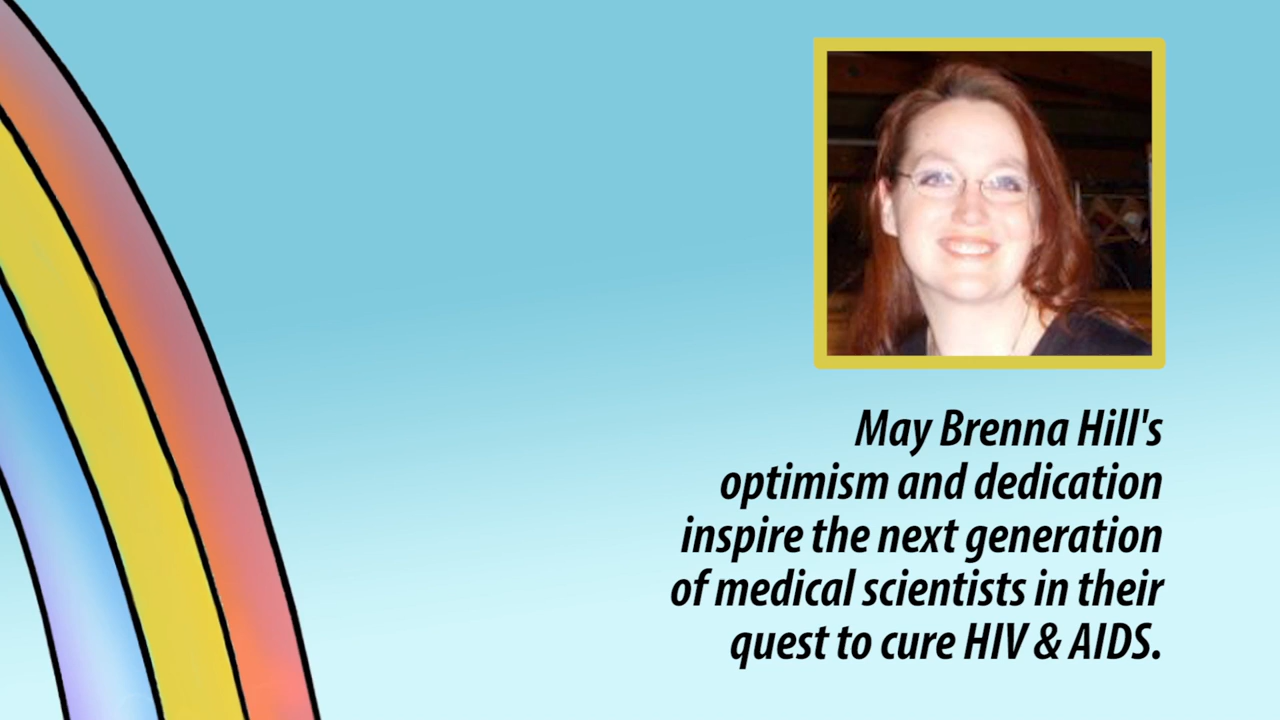 May Brenna Hill's
optimism and dedication
inspire the next generation
of medical scientists in their
quest to cure HIV & AIDS.